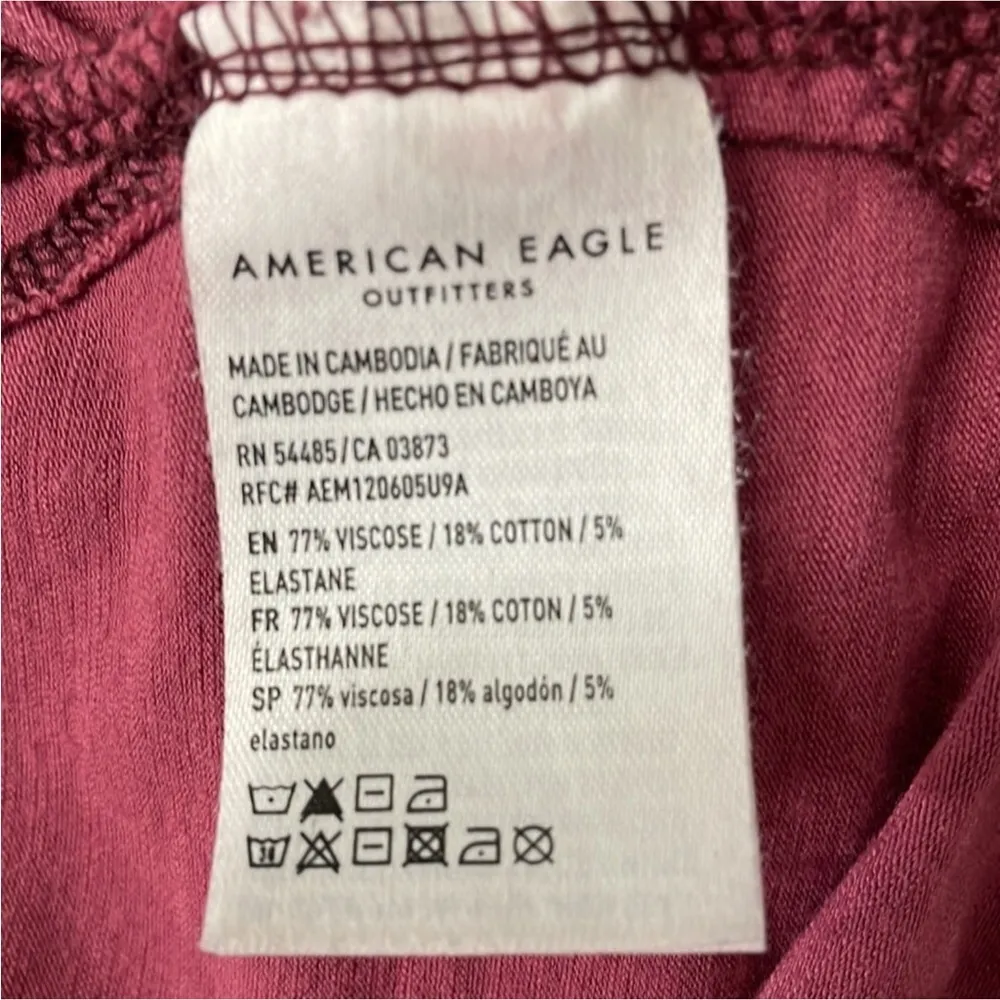 AMERICAN EAGLE
OUTFITTERS
MADE IN CAMBODIA / FABRIQUÉ AU
CAMBODGE / HECHO EN CAMBOYA
RN 54485 / CA 03873
RFC# AEM120605U9A
EN 77% VISCOSE / 18% COTTON / 5%
ELASTANE
FR 77% VISCOSE / 18% COTON / 5%
ÉLASTHANNE
SP 77% viscosa / 18% algodón / 5%
elastano
30